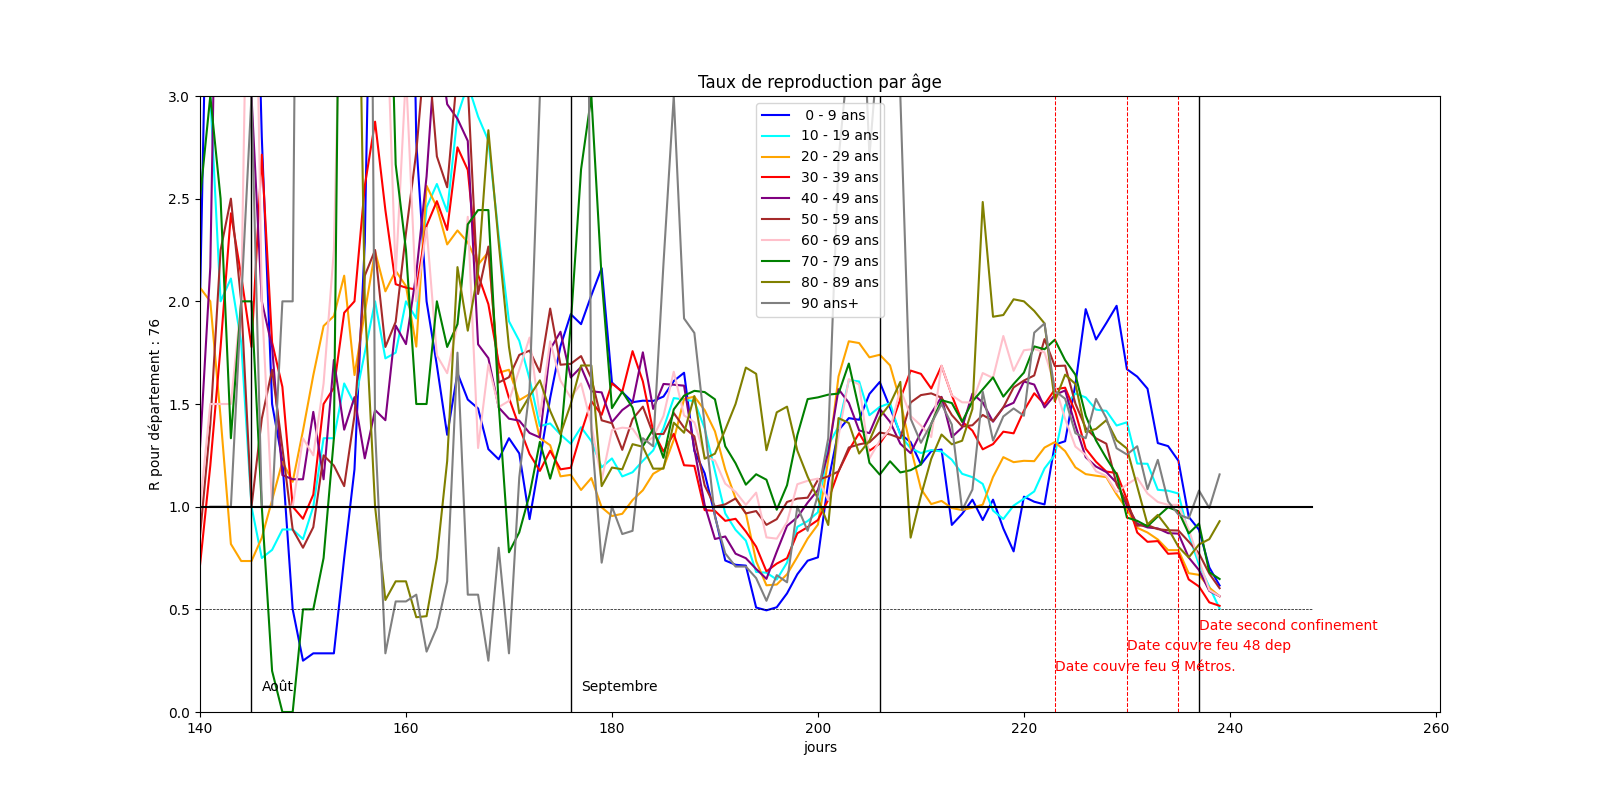 Taux de reproduction par âge
R pour département : 76
3.0
2.5
2.0
1.5
1.0
0.5
0.0
0 - 9 ans
10 - 19 ans
20 - 29 ans
30 - 39 ans
40 - 49 ans
50 - 59 ans
60 - 69 ans
70 - 79 ans
80 - 89 ans
90 ans+
Date second confinement
Date couvre feu 48 dep
Date couvre feu 9 Métros.
Août
Septembre
140
160
180
200
220
240
260
jours